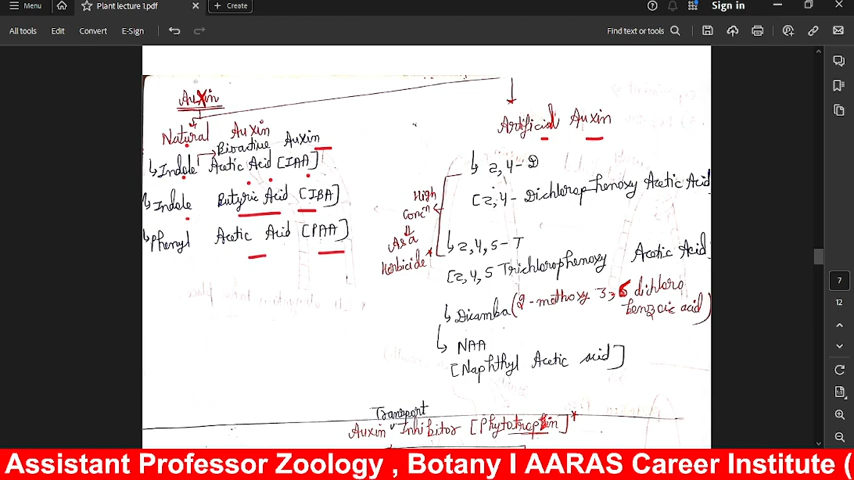 Menu
Plant lecture 1.pdf
Create
Sign in
All tools Edit Convert E-Sign
Find text or tools
Auxin
Natural Auxin
Bioactive Auxin
Indole Acetic Acid [IAA]
Indole Butyric Acid [IBA]
Phenyl Acetic Acid [PAA]
Artificial Auxin
2,4-D
[2,4-Dichlorophenoxy Acetic Acid
High
Concn
As a
Herbicide
2,4,5-T
[2,4,5 Trichlorophenoxy Acetic Acid
Dicamba (2-methoxy 3,6 dichloro
benzoic acid)
NAA
[Naphthyl Acetic acid]
Transport
Auxin Inhibitor [Phytotropin]*
7
12
Assistant Professor Zoology , Botany I AARAS Career Institute (